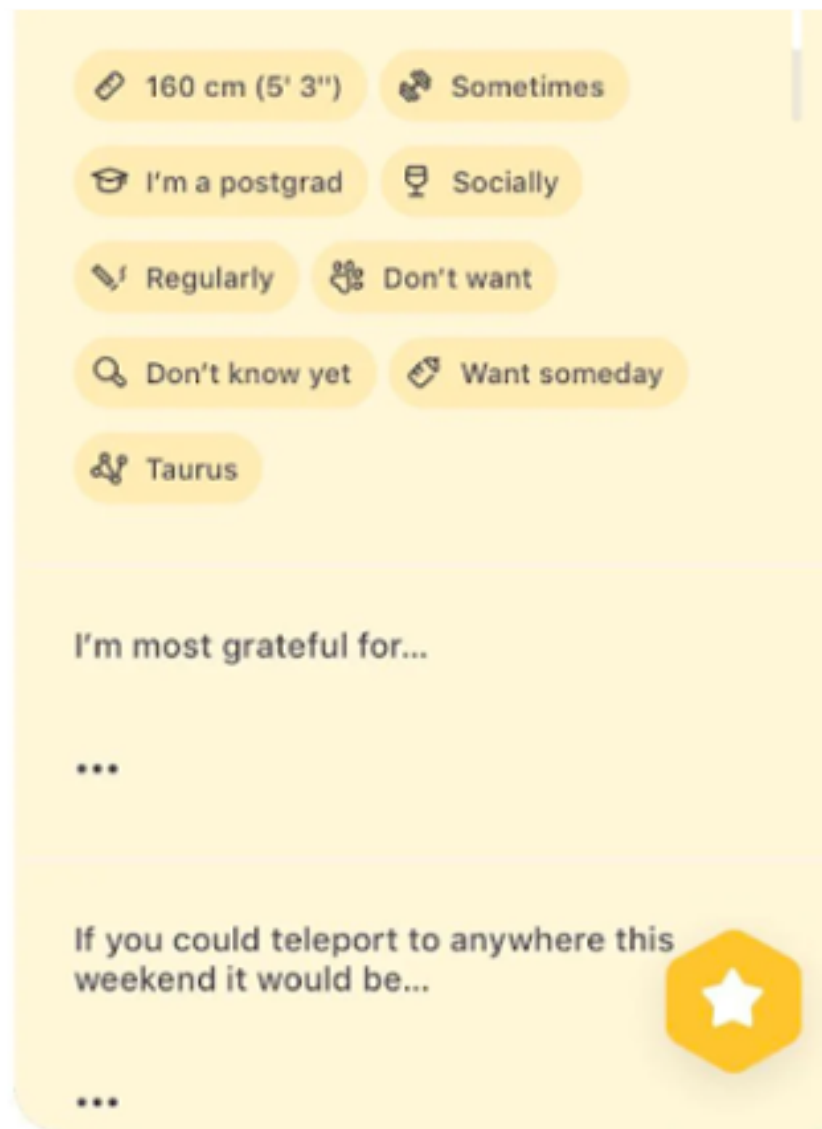 160 cm (5' 3")
Sometimes
I'm a postgrad
Socially
Regularly
Don't want
Don't know yet
Want someday
Taurus
I'm most grateful for...
...
If you could teleport to anywhere this
weekend it would be...
...